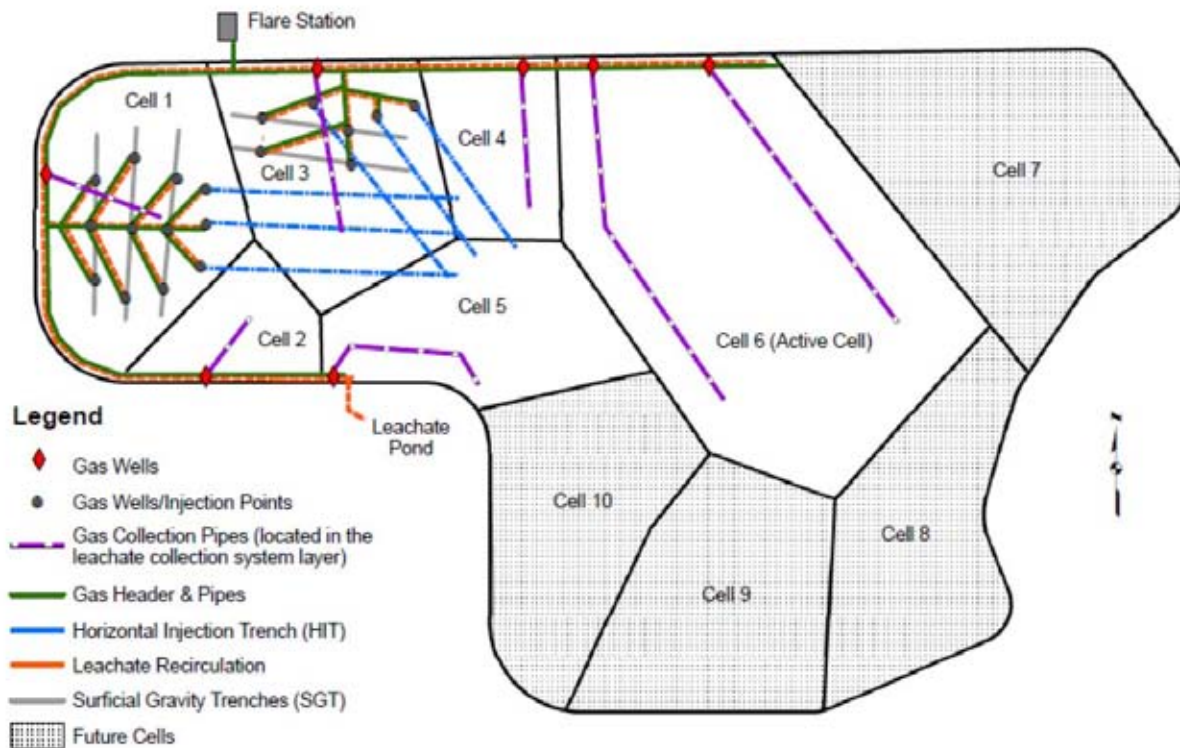 Flare Station
Cell 1
Cell 4
Cell 3
Cell 7
Cell 5
Cell 2
Cell 6 (Active Cell)
Legend
Leachate
Pond
Gas Wells
Gas Wells/Injection Points
Gas Collection Pipes (located in the
leachate collection system layer)
Gas Header & Pipes
Horizontal Injection Trench (HIT)
Leachate Recirculation
Surficial Gravity Trenches (SGT)
Future Cells
Cell 10
Cell 8
Cell 9